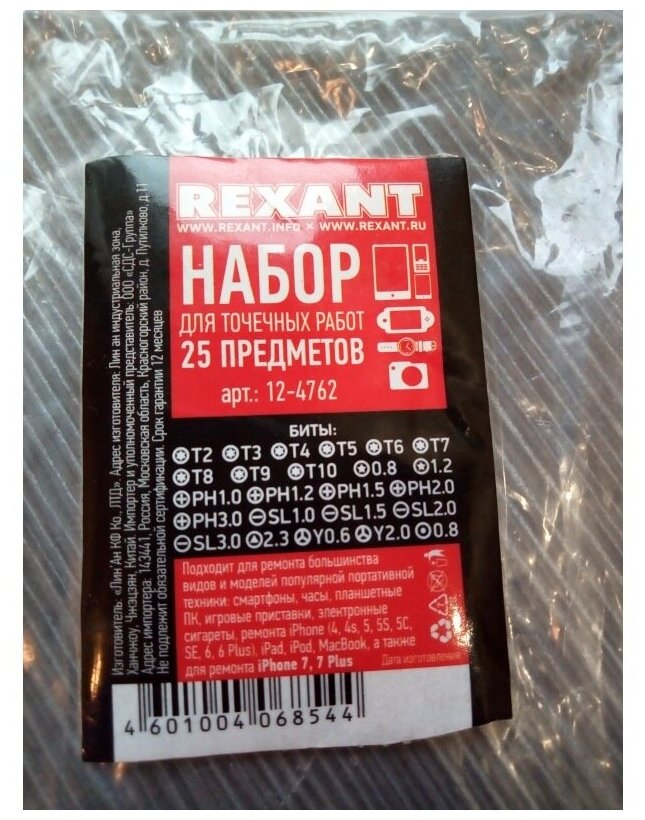 REXANT
WWW.REXANT.INFO × WWW.REXANT.RU
НАБОР
ДЛЯ ТОЧЕЧНЫХ РАБОТ
25 ПРЕДМЕТОВ
арт.: 12-4762
БИТЫ:
T2 T3 T4 T5 T6 T7
T8 T9 T10 0.8 1.2
PH1.0 PH1.2 PH1.5 PH2.0
PH3.0 SL1.0 SL1.5 SL2.0
SL3.0 2.3 Y0.6 Y2.0 0.8
Подходит для ремонта большинства
видов и моделей популярной портативной
техники: смартфоны, часы, планшетные
ПК, игровые приставки, электронные
сигареты, ремонта iPhone (4, 4s, 5, 5S, 5C,
SE, 6, 6 Plus), iPad, iPod, MacBook, а также
для ремонта iPhone 7, 7 Plus
Дата изготовления
4 601004 068544
Изготовитель: «Лин'Ан КФ Ко., ЛТД». Адрес изготовителя: Лин ан индустриальная зона,
Ханчжоу, Чжэцзян, Китай. Импортер и уполномоченный представитель: ООО «СДС-Группа»
Адрес импортера: 143441, Россия, Московская область, Красногорский район, д. Путилково, д.11
Не подлежит обязательной сертификации. Срок гарантии 12 месяцев